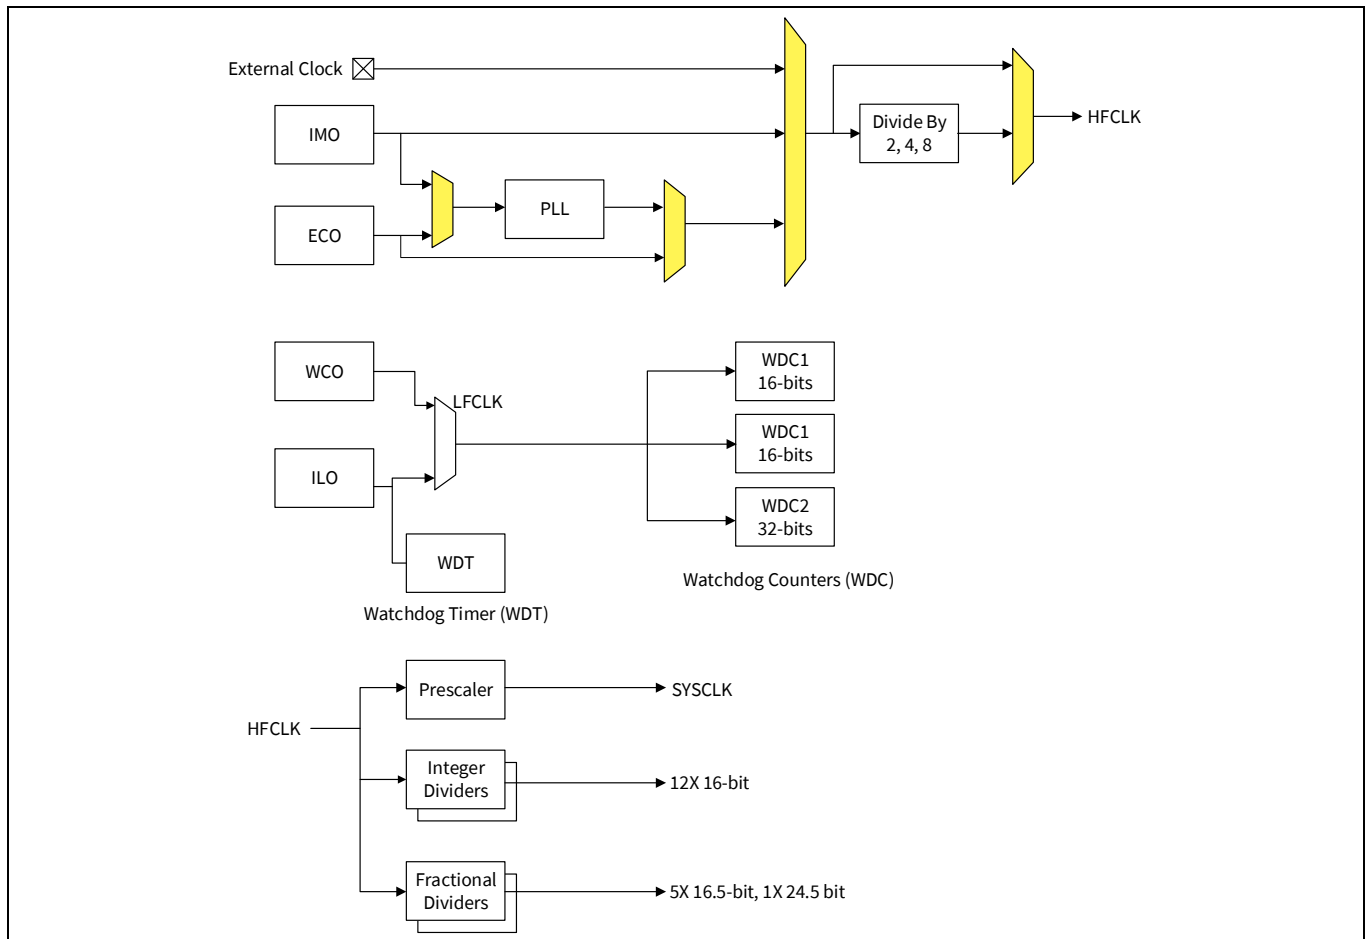 External Clock
IMO
Divide By
2, 4, 8
HFCLK
PLL
ECO
WCO
LFCLK
WDC1
16-bits
WDC1
16-bits
ILO
WDC2
32-bits
WDT
Watchdog Counters (WDC)
Watchdog Timer (WDT)
Prescaler
SYSCLK
HFCLK
Integer
Dividers
12X 16-bit
Fractional
Dividers
5X 16.5-bit, 1X 24.5 bit